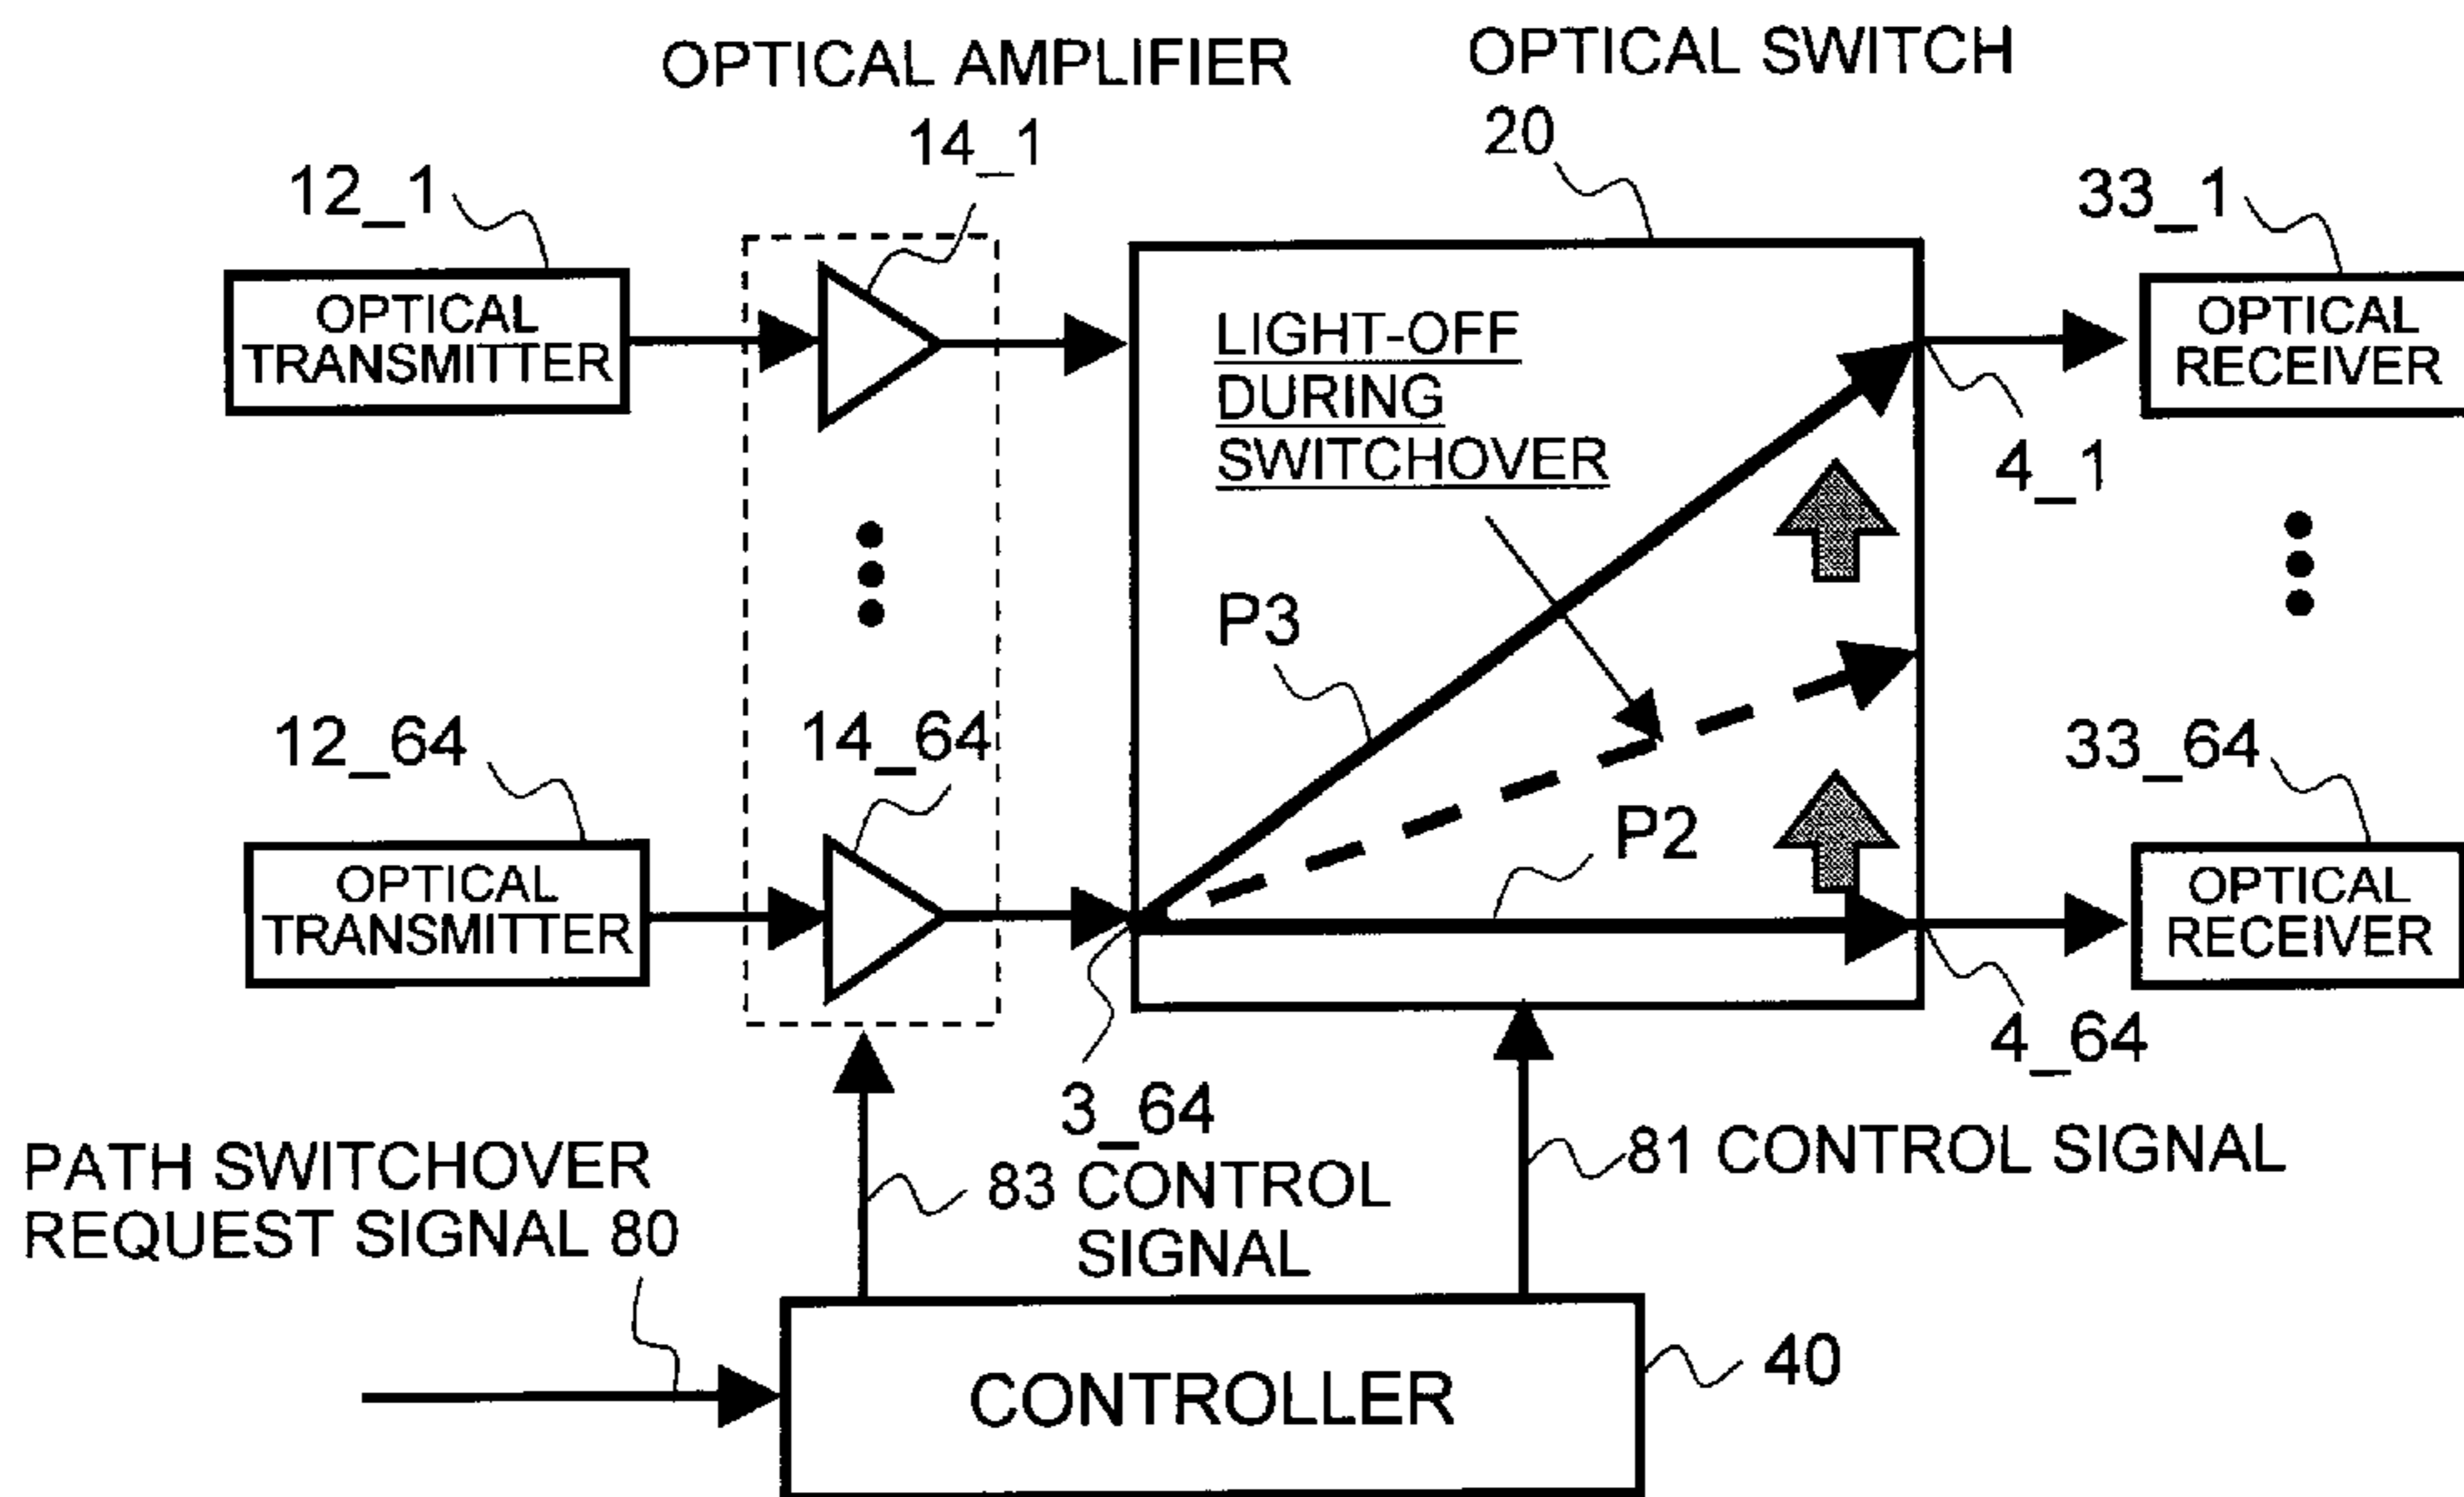 OPTICAL AMPLIFIER
OPTICAL SWITCH
14_1
20
12_1
33_1
OPTICAL
TRANSMITTER
LIGHT-OFF
DURING
SWITCHOVER
OPTICAL
RECEIVER
4_1
P3
12_64
14_64
P2
33_64
OPTICAL
TRANSMITTER
OPTICAL
RECEIVER
3_64
4_64
PATH SWITCHOVER
REQUEST SIGNAL 80
83 CONTROL
SIGNAL
81 CONTROL SIGNAL
CONTROLLER
40